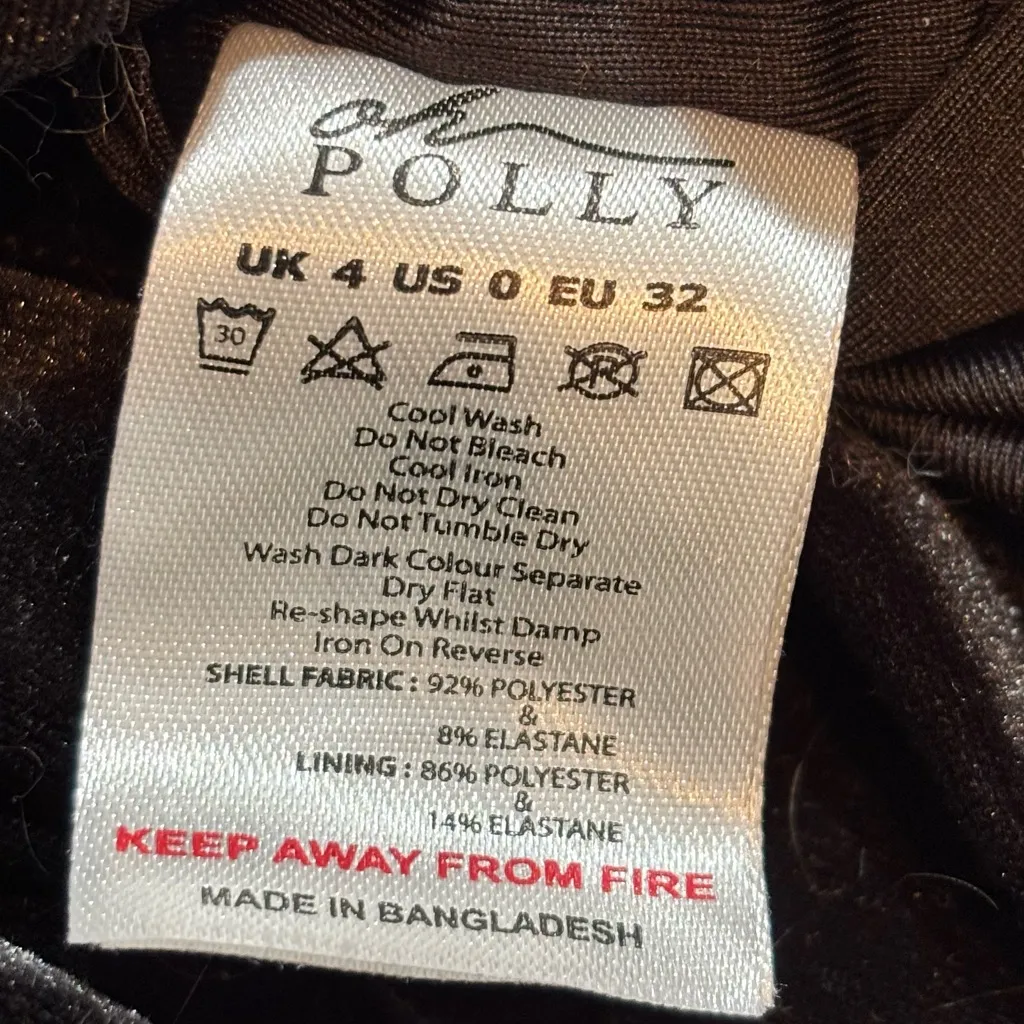 oh
POLLY
UK 4 US 0 EU 32
30
Cool Wash
Do Not Bleach
Cool Iron
Do Not Dry Clean
Do Not Tumble Dry
Wash Dark Colour Separate
Dry Flat
Re-shape Whilst Damp
Iron On Reverse
SHELL FABRIC : 92% POLYESTER
&
8% ELASTANE
LINING : 86% POLYESTER
&
14% ELASTANE
KEEP AWAY FROM FIRE
MADE IN BANGLADESH